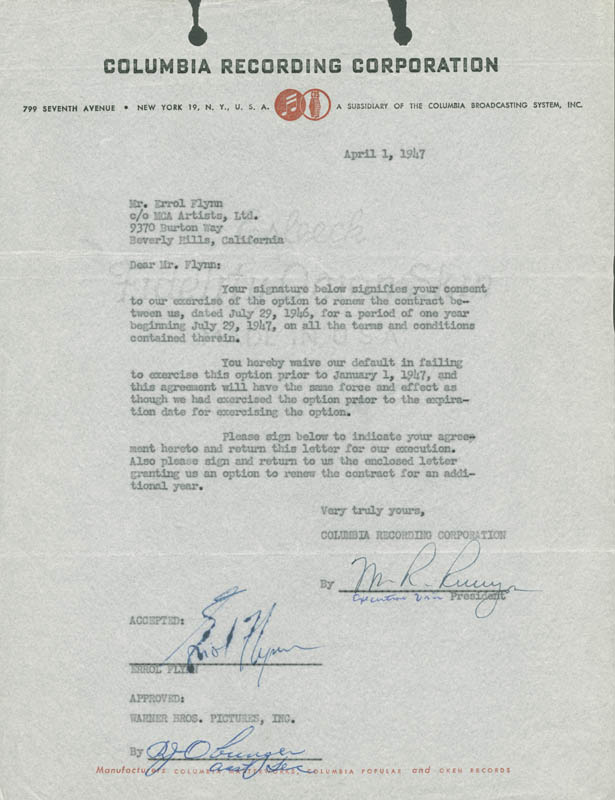 COLUMBIA RECORDING CORPORATION
799 SEVENTH AVENUE • NEW YORK 19, N. Y., U. S. A. A SUBSIDIARY OF THE COLUMBIA BROADCASTING SYSTEM, INC.
April 1, 1947
Mr. Errol Flynn
c/o MCA Artists, Ltd.
9370 Burton Way
Beverly Hills, California
Dear Mr. Flynn:
Your signature below signifies your consent
to our exercise of the option to renew the contract be-
tween us, dated July 29, 1946, for a period of one year
beginning July 29, 1947, on all the terms and conditions
contained therein.
You hereby waive our default in failing
to exercise this option prior to January 1, 1947, and
this agreement will have the same force and effect as
though we had exercised the option prior to the expira-
tion date for exercising the option.
Please sign below to indicate your agree-
ment hereto and return this letter for our execution.
Also please sign and return to us the enclosed letter
granting us an option to renew the contract for an addi-
tional year.
Very truly yours,
COLUMBIA RECORDING CORPORATION
By M. R.
Executive Vice President
ACCEPTED:
Errol Flynn
ERROL FLYNN
APPROVED:
WARNER BROS. PICTURES, INC.
By
Asst Sec
Manufacturers COLUMBIA MASTERWORKS, COLUMBIA POPULAR and OKEH RECORDS